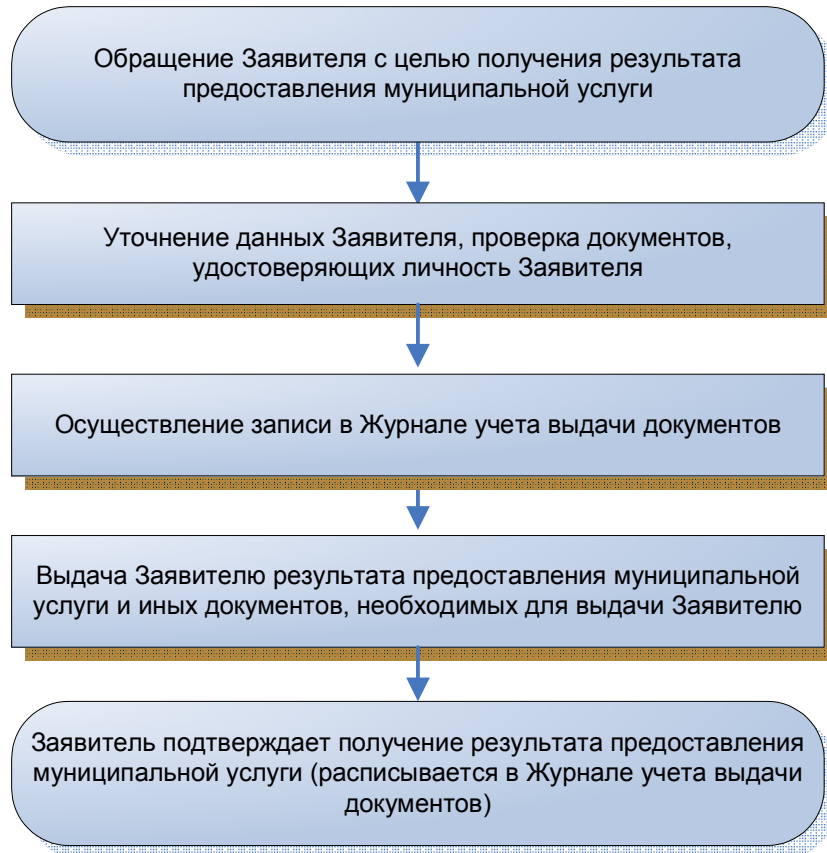 Обращение Заявителя с целью получения результата
предоставления муниципальной услуги
Уточнение данных Заявителя, проверка документов,
удостоверяющих личность Заявителя
Осуществление записи в Журнале учета выдачи документов
Выдача Заявителю результата предоставления муниципальной
услуги и иных документов, необходимых для выдачи Заявителю
Заявитель подтверждает получение результата предоставления
муниципальной услуги (расписывается в Журнале учета выдачи
документов)